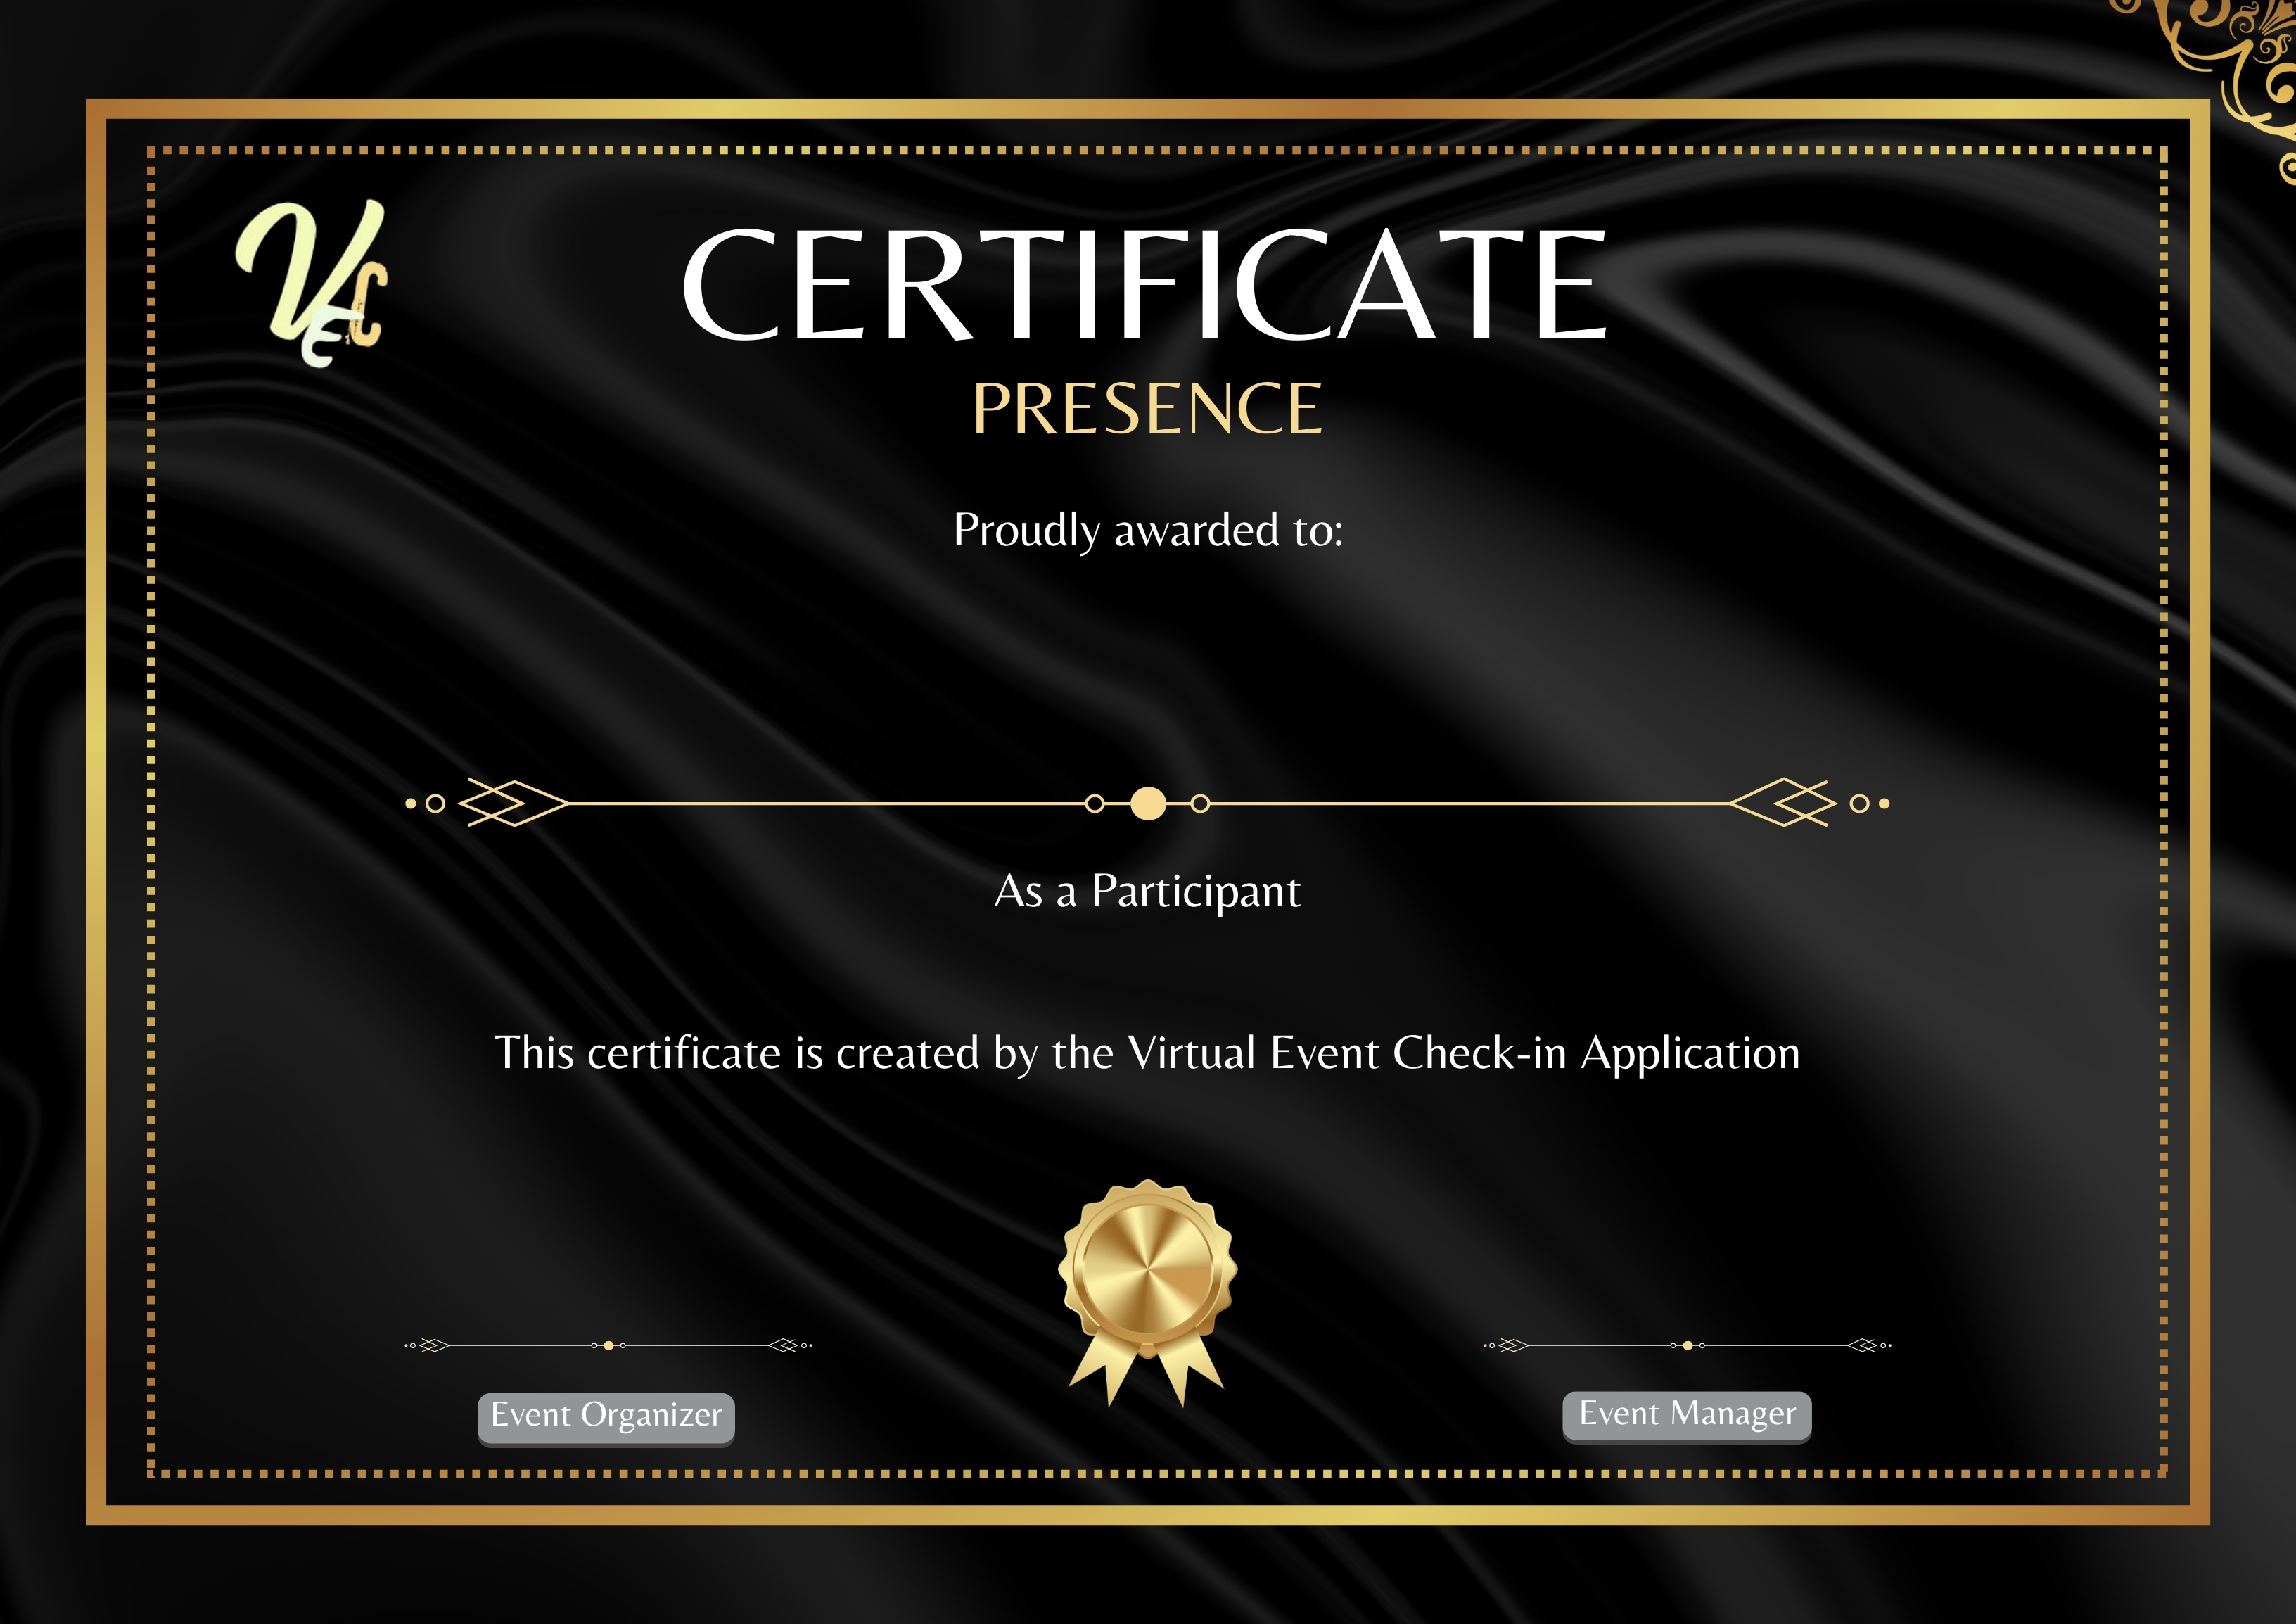 VEC
CERTIFICATE
PRESENCE
Proudly awarded to:
As a Participant
This certificate is created by the Virtual Event Check-in Application
Event Organizer
Event Manager